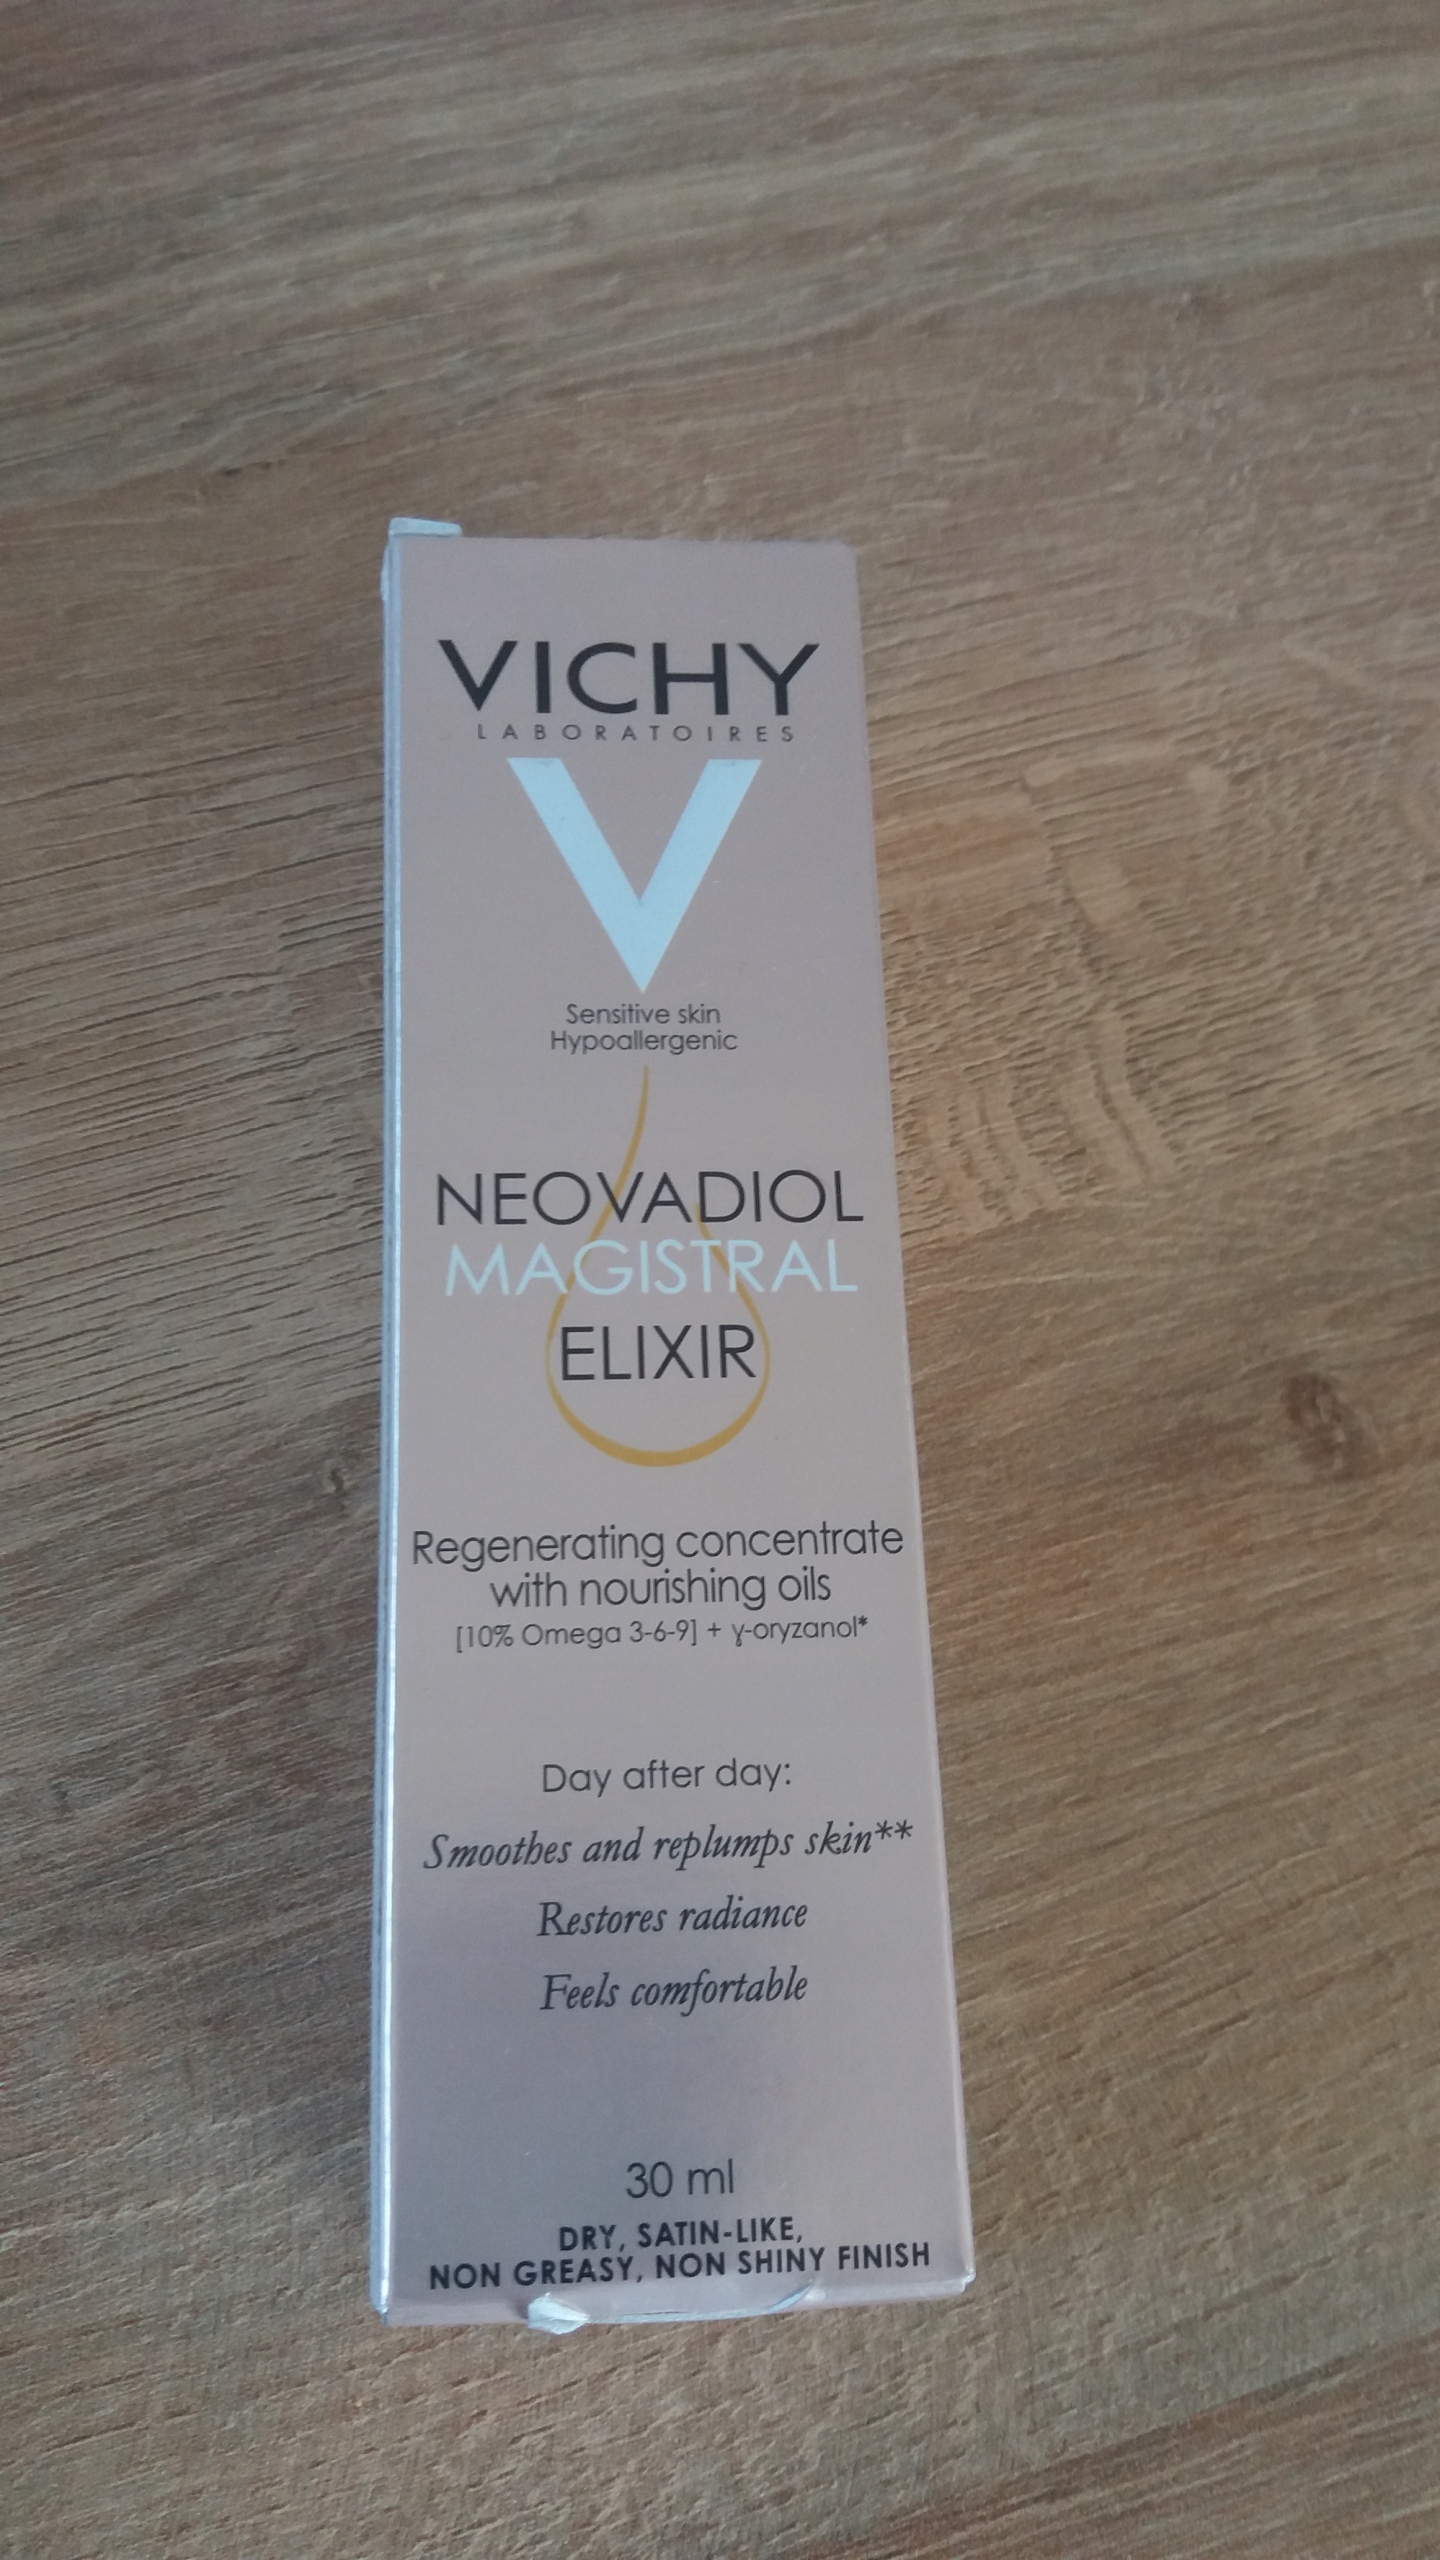 VICHY
LABORATOIRES
V
Sensitive skin
Hypoallergenic
NEOVADIOL
MAGISTRAL
ELIXIR
Regenerating concentrate
with nourishing oils
[10% Omega 3-6-9] + γ-oryzanol*
Day after day:
Smoothes and replumps skin**
Restores radiance
Feels comfortable
30 ml
DRY, SATIN-LIKE,
NON GREASY, NON SHINY FINISH